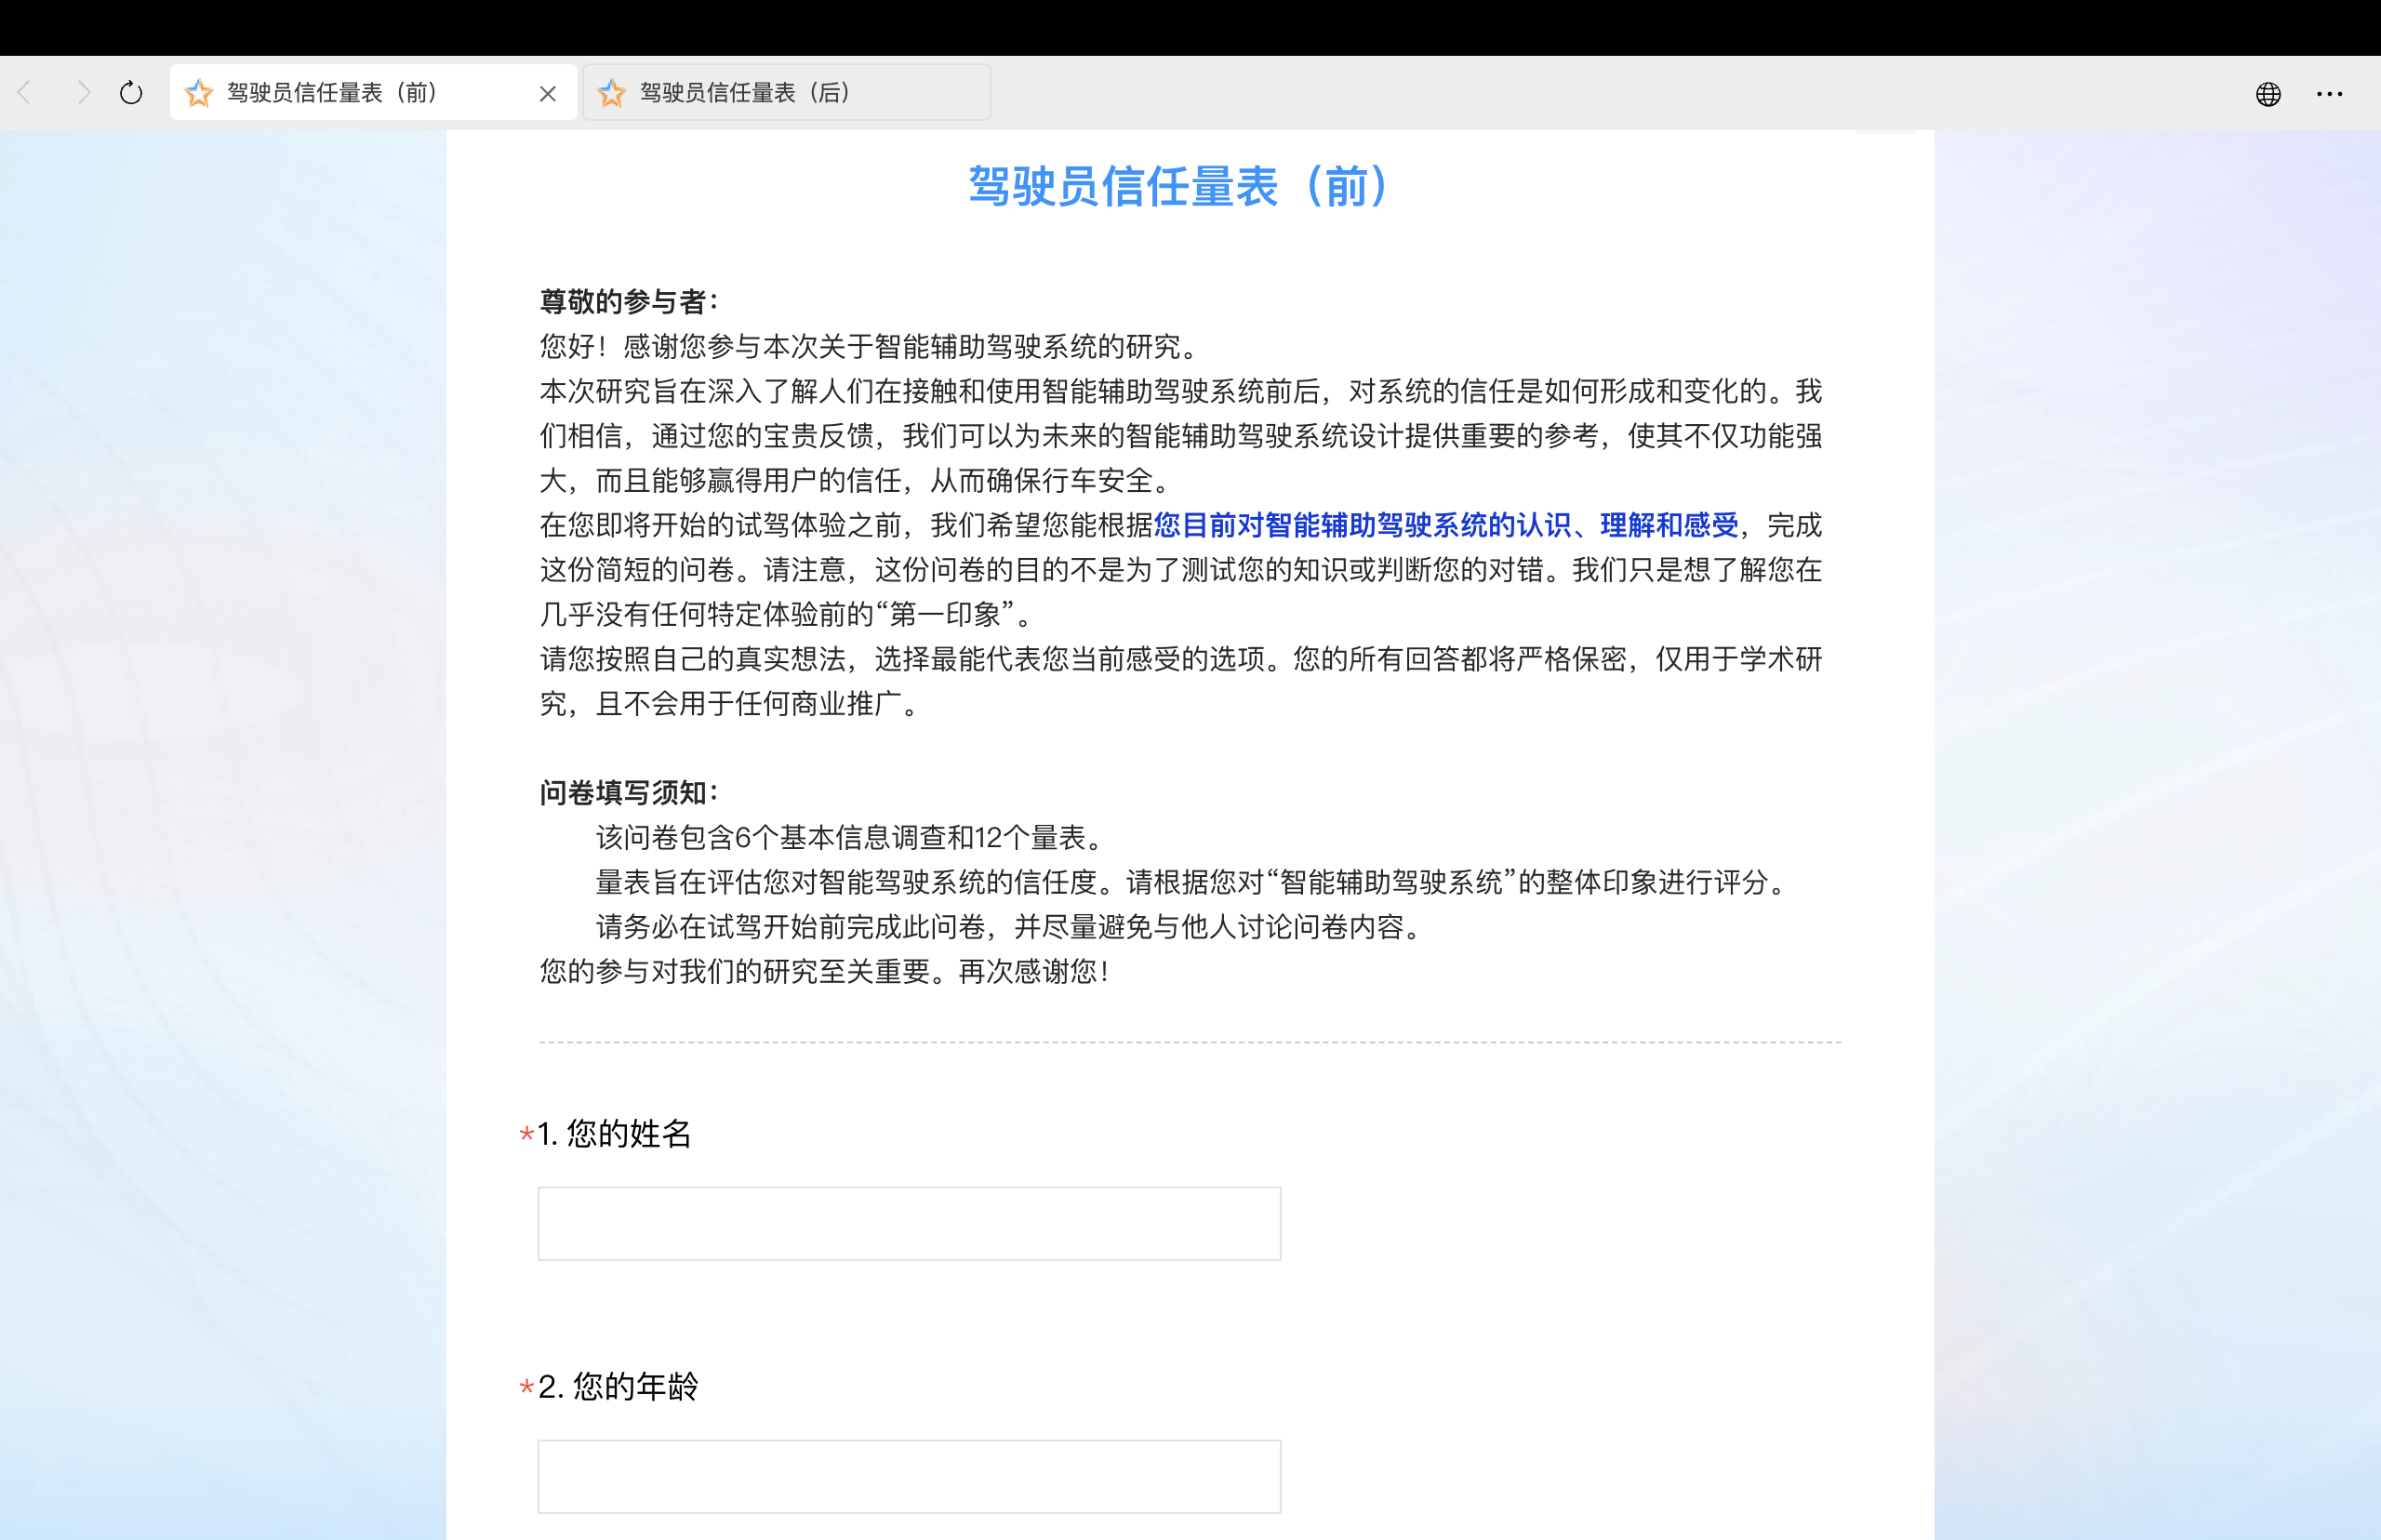 驾驶员信任量表（前）
驾驶员信任量表（后）
驾驶员信任量表（前）
尊敬的参与者：
您好！感谢您参与本次关于智能辅助驾驶系统的研究。
本次研究旨在深入了解人们在接触和使用智能辅助驾驶系统前后，对系统的信任是如何形成和变化的。我
们相信，通过您的宝贵反馈，我们可以为未来的智能辅助驾驶系统设计提供重要的参考，使其不仅功能强
大，而且能够赢得用户的信任，从而确保行车安全。
在您即将开始的试驾体验之前，我们希望您能根据您目前对智能辅助驾驶系统的认识、理解和感受，完成
这份简短的问卷。请注意，这份问卷的目的不是为了测试您的知识或判断您的对错。我们只是想了解您在
几乎没有任何特定体验前的“第一印象”。
请您按照自己的真实想法，选择最能代表您当前感受的选项。您的所有回答都将严格保密，仅用于学术研
究，且不会用于任何商业推广。
问卷填写须知：
该问卷包含6个基本信息调查和12个量表。
量表旨在评估您对智能驾驶系统的信任度。请根据您对“智能辅助驾驶系统”的整体印象进行评分。
请务必在试驾开始前完成此问卷，并尽量避免与他人讨论问卷内容。
您的参与对我们的研究至关重要。再次感谢您！
*1. 您的姓名
*2. 您的年龄